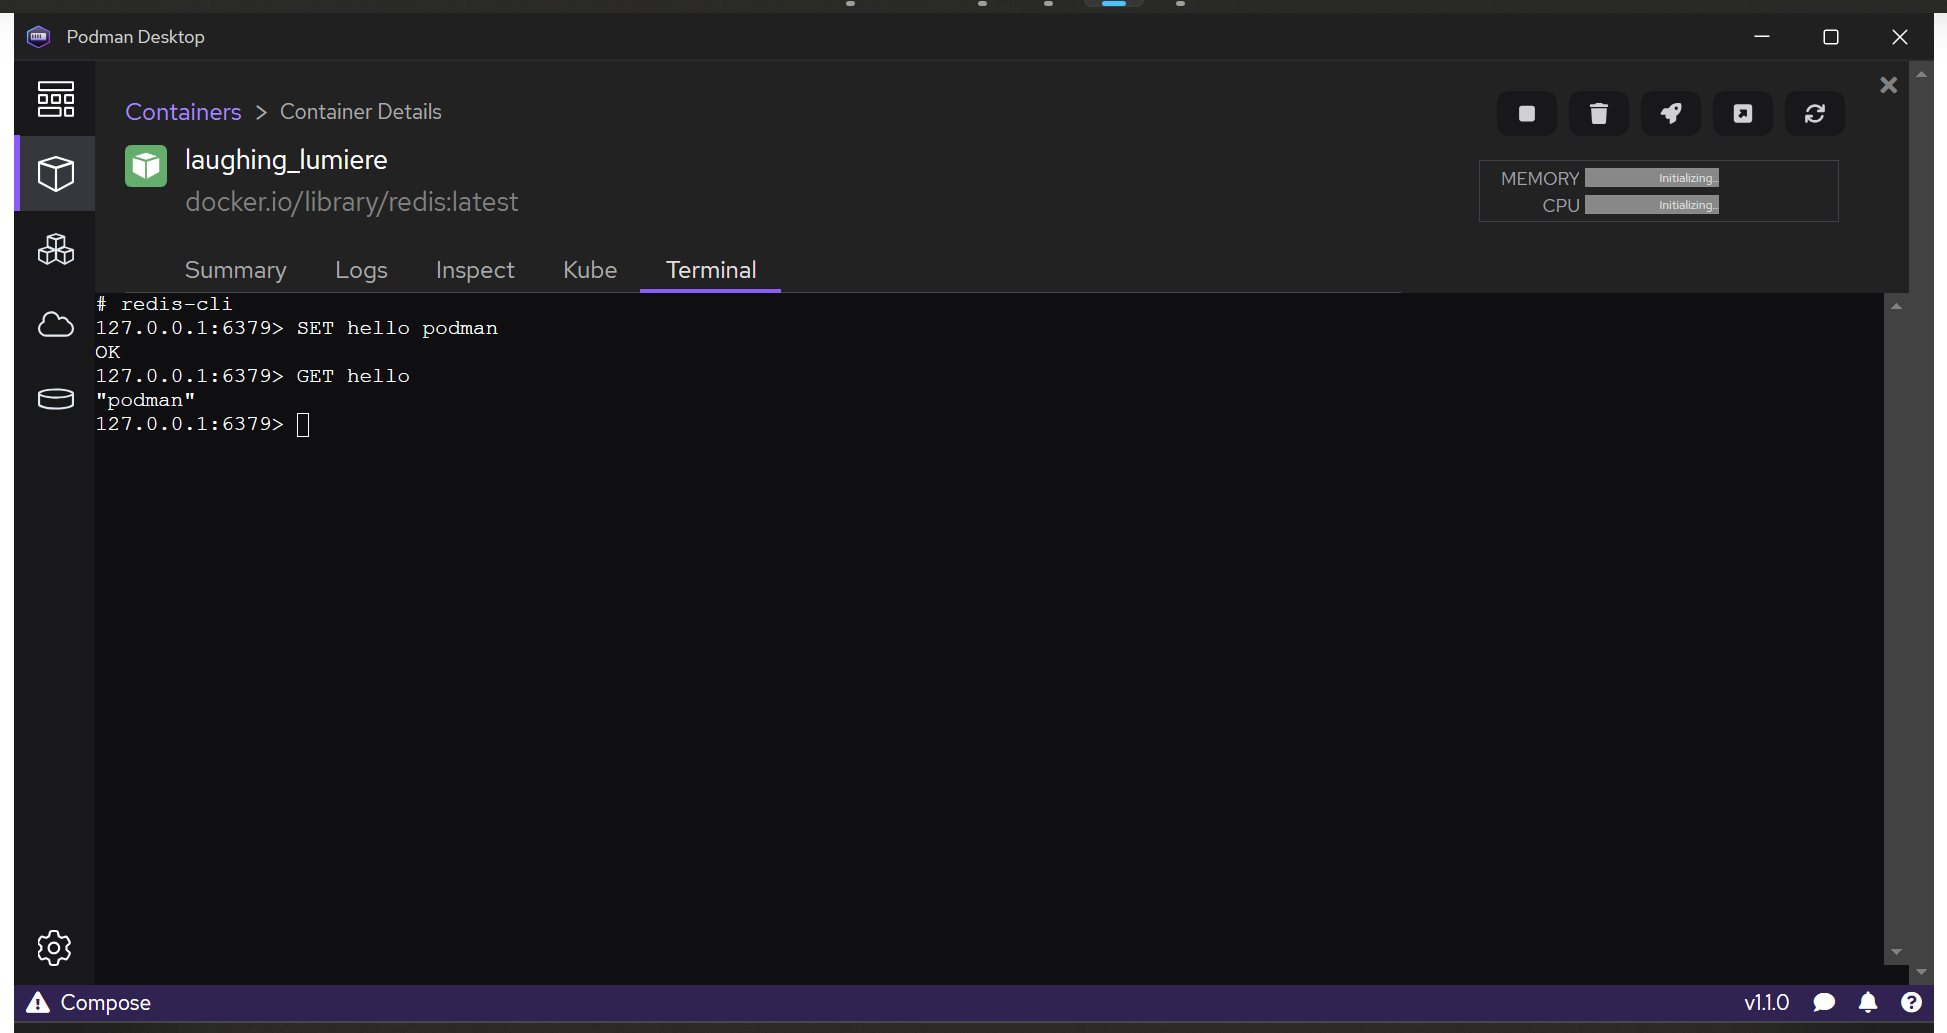 Podman Desktop
Containers > Container Details
laughing_lumiere
docker.io/library/redis:latest
MEMORY Initializing...
CPU Initializing...
Summary Logs Inspect Kube Terminal
# redis-cli
127.0.0.1:6379> SET hello podman
OK
127.0.0.1:6379> GET hello
"podman"
127.0.0.1:6379>
Compose
v1.1.0